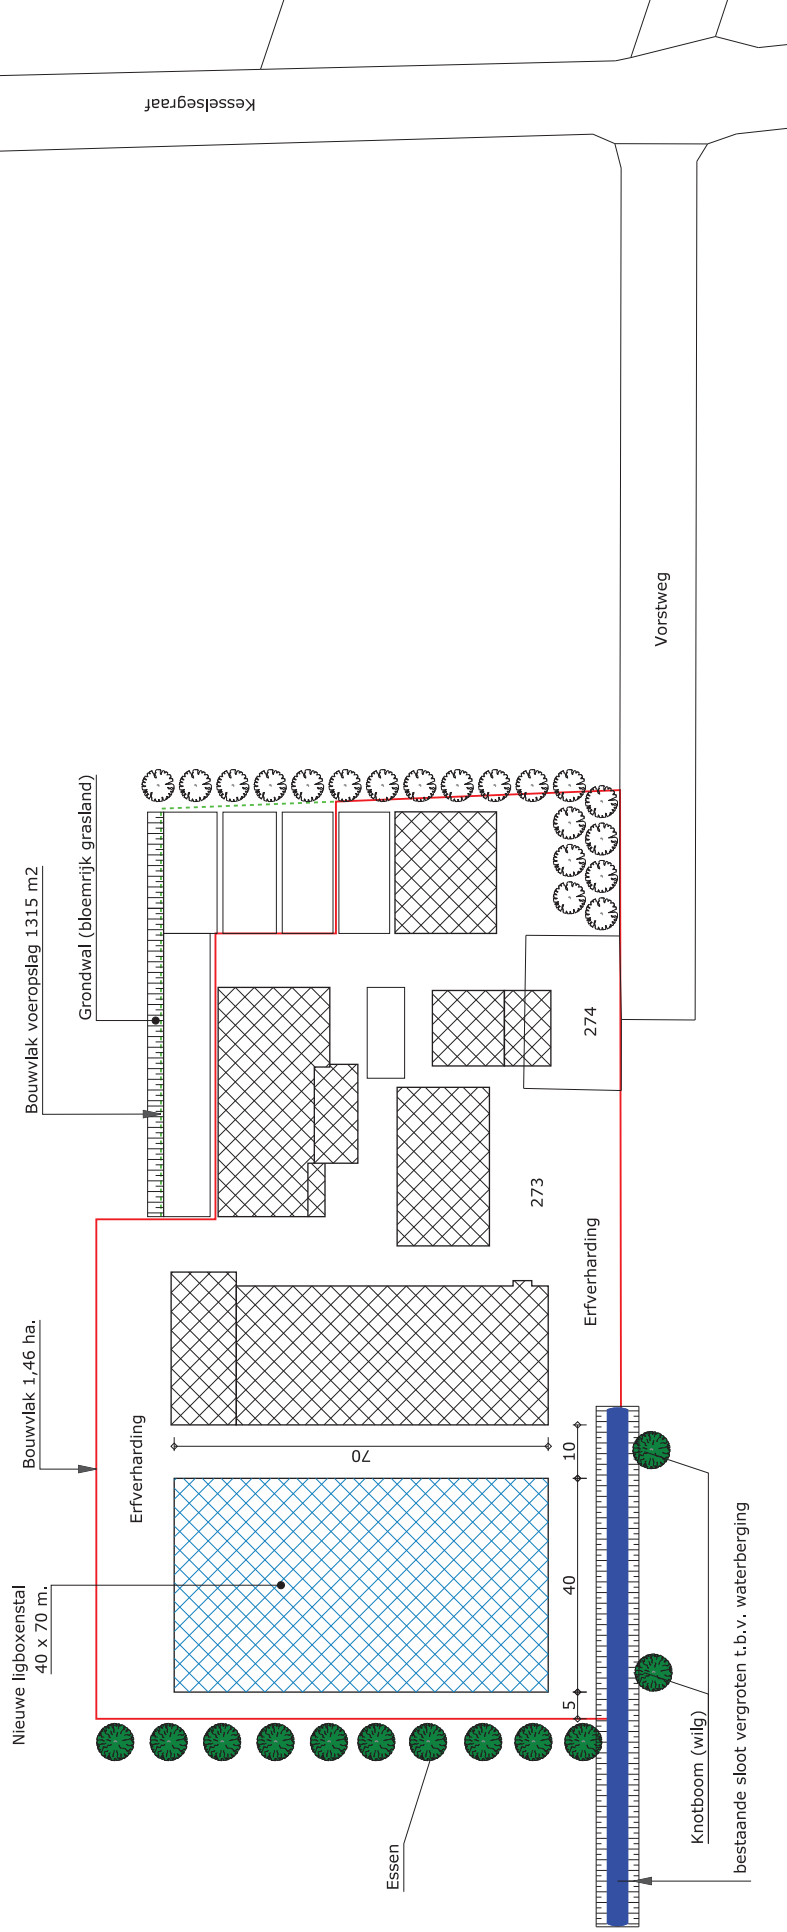 Kesselsegraaf
Vorstweg
Grondwal (bloemrijk grasland)
Bouwvlak voeropslag 1315 m2
274
273
Erfverharding
Bouwvlak 1,46 ha.
Erfverharding
70
10
40
5
Nieuwe ligboxenstal
40 x 70 m.
Essen
Knotboom (wilg)
bestaande sloot vergroten t.b.v. waterberging